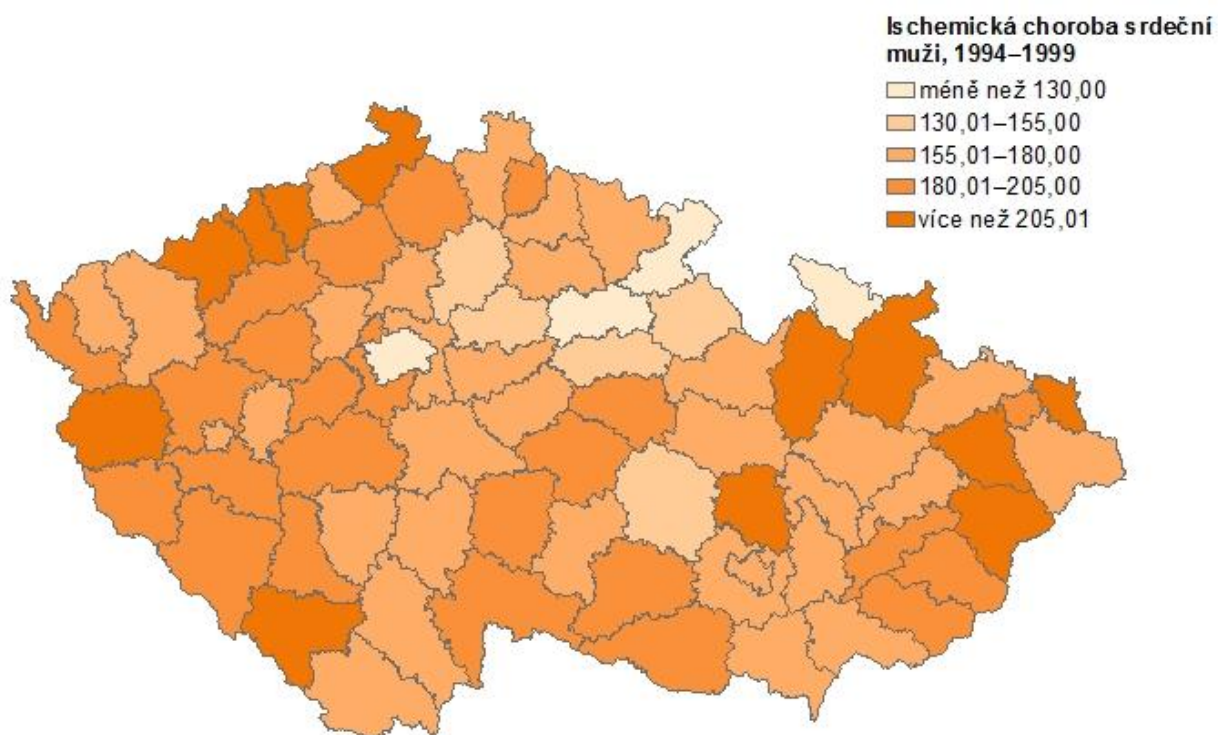 Ischemická choroba srdeční
muži, 1994–1999
méně než 130,00
130,01–155,00
155,01–180,00
180,01–205,00
více než 205,01